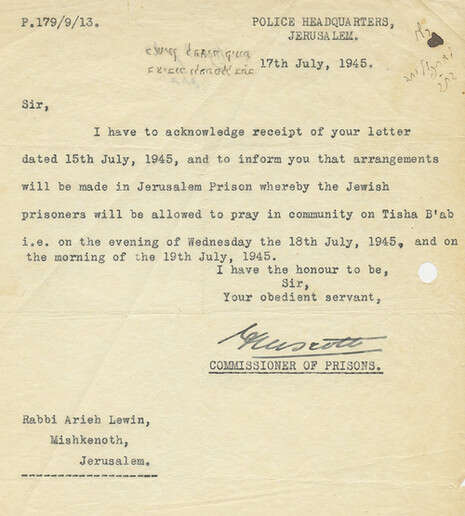 P.179/9/13.
POLICE HEADQUARTERS,
JERUSALEM.
17th July, 1945.
Sir,
I have to acknowledge receipt of your letter
dated 15th July, 1945, and to inform you that arrangements
will be made in Jerusalem Prison whereby the Jewish
prisoners will be allowed to pray in community on Tisha B'ab
i.e. on the evening of Wednesday the 18th July, 1945, and on
the morning of the 19th July, 1945.
I have the honour to be,
Sir,
Your obedient servant,
COMMISSIONER OF PRISONS.
Rabbi Arieh Lewin,
Mishkenoth,
Jerusalem.